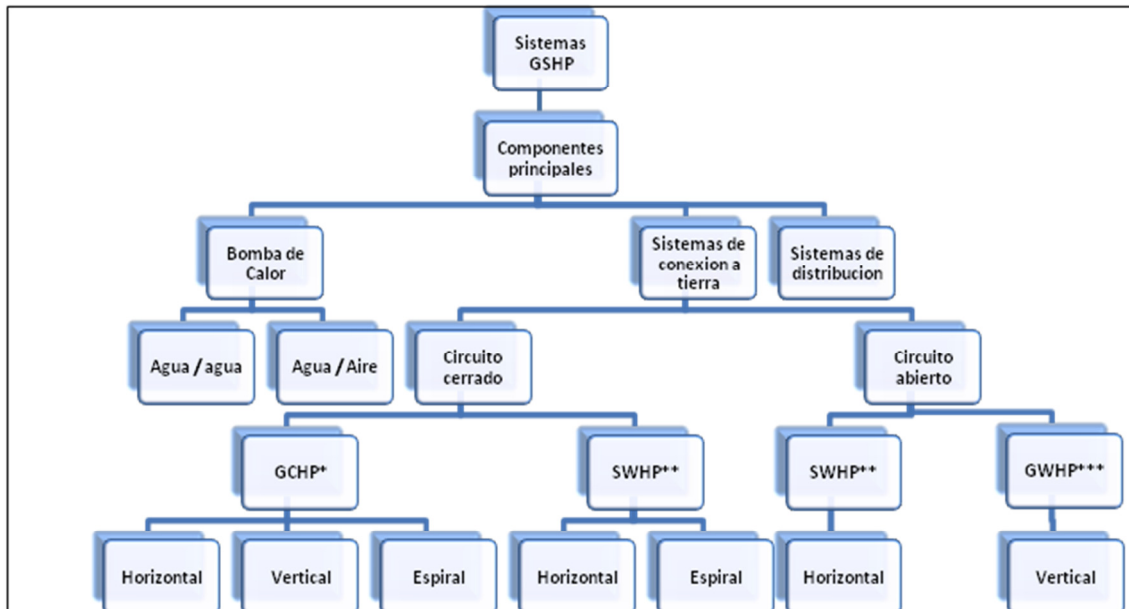 Sistemas
GSHP
Componentes
principales
Bomba de
Calor
Sistemas de
conexion a
tierra
Sistemas de
distribucion
Agua / agua
Agua / Aire
Circuito
cerrado
Circuito
abierto
GCHP*
SWHP**
SWHP**
GWHP***
Horizontal
Vertical
Espiral
Horizontal
Espiral
Horizontal
Vertical